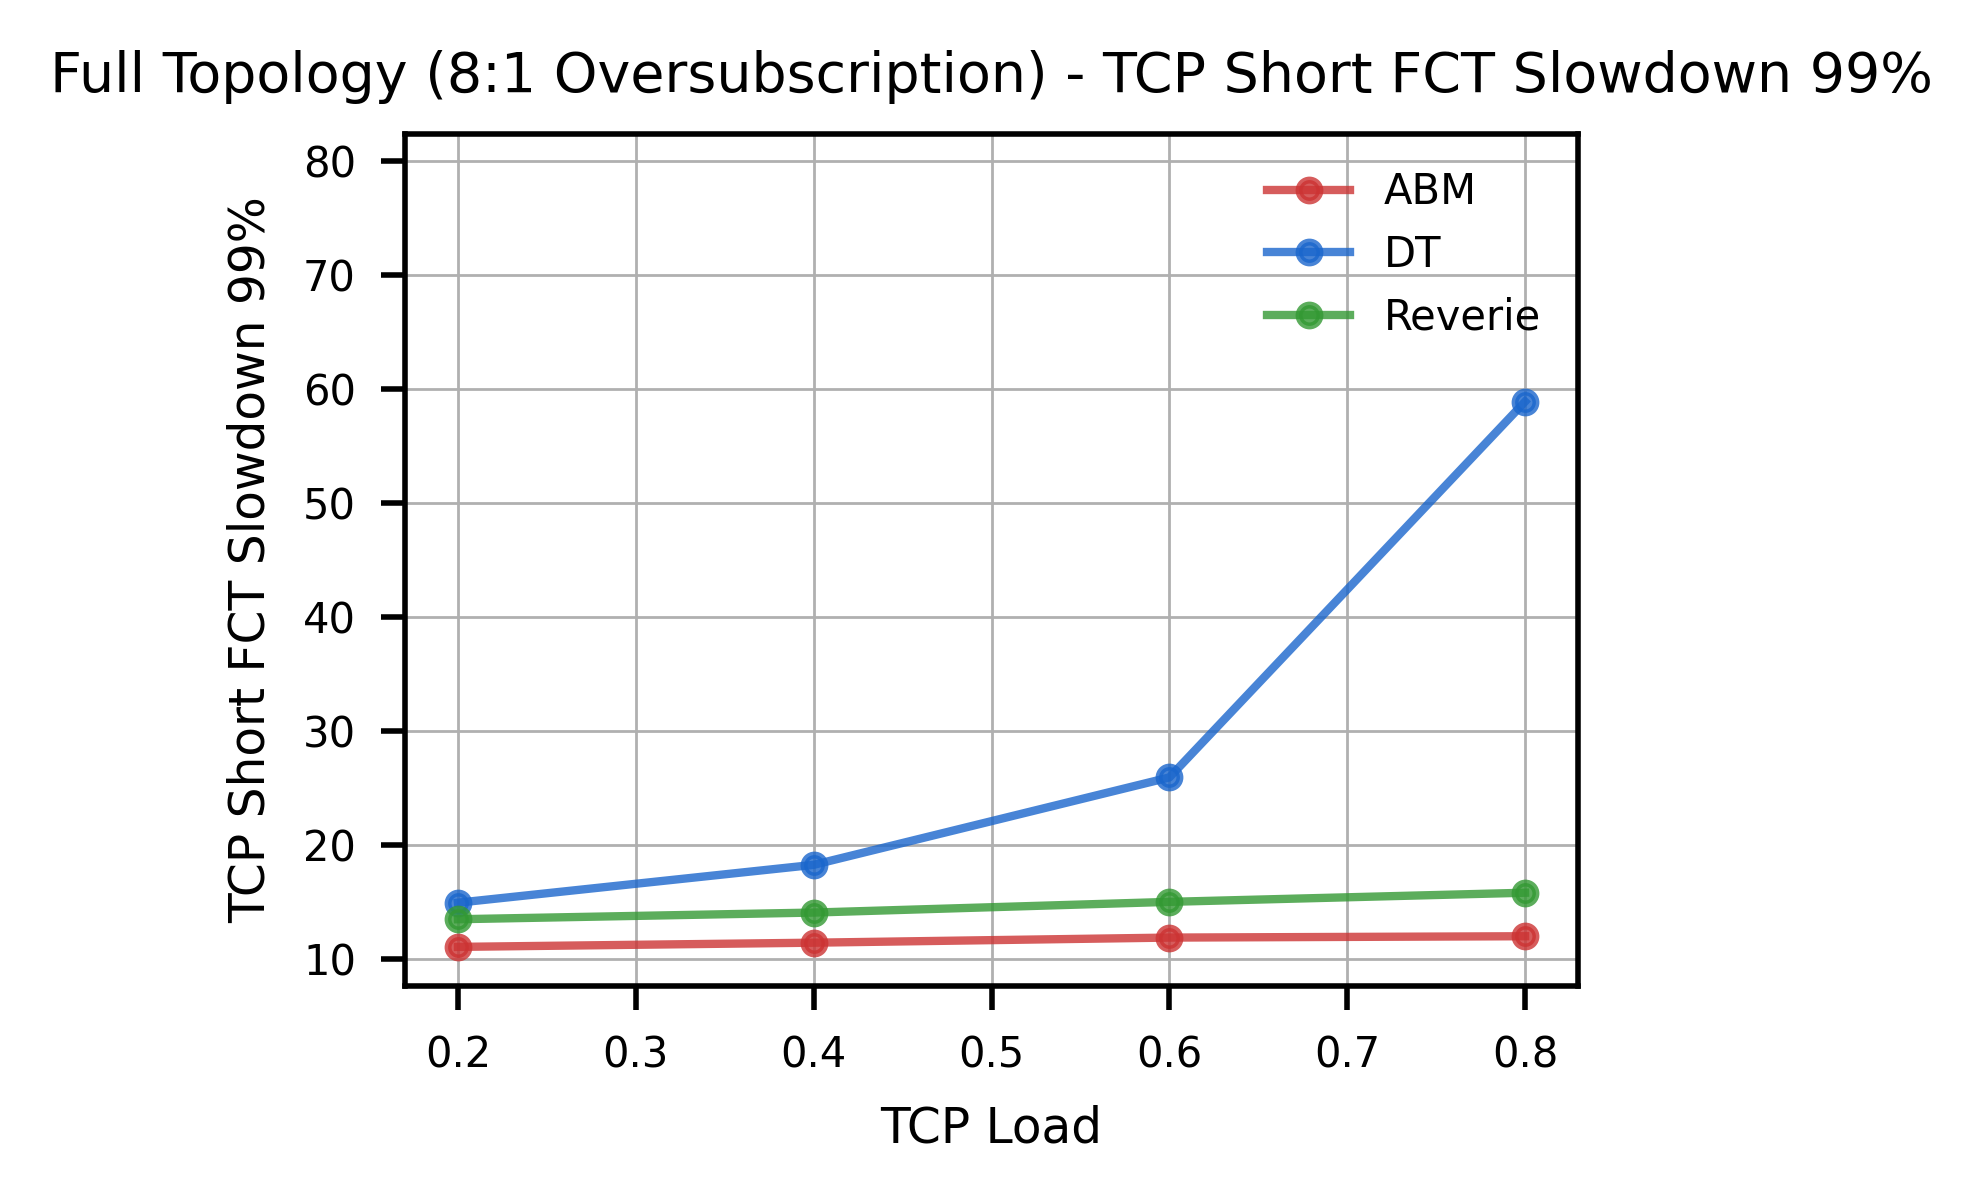 Full Topology (8:1 Oversubscription) - TCP Short FCT Slowdown 99%
TCP Short FCT Slowdown 99%
80
70
60
50
40
30
20
10
ABM
DT
Reverie
0.2 0.3 0.4 0.5 0.6 0.7 0.8
TCP Load